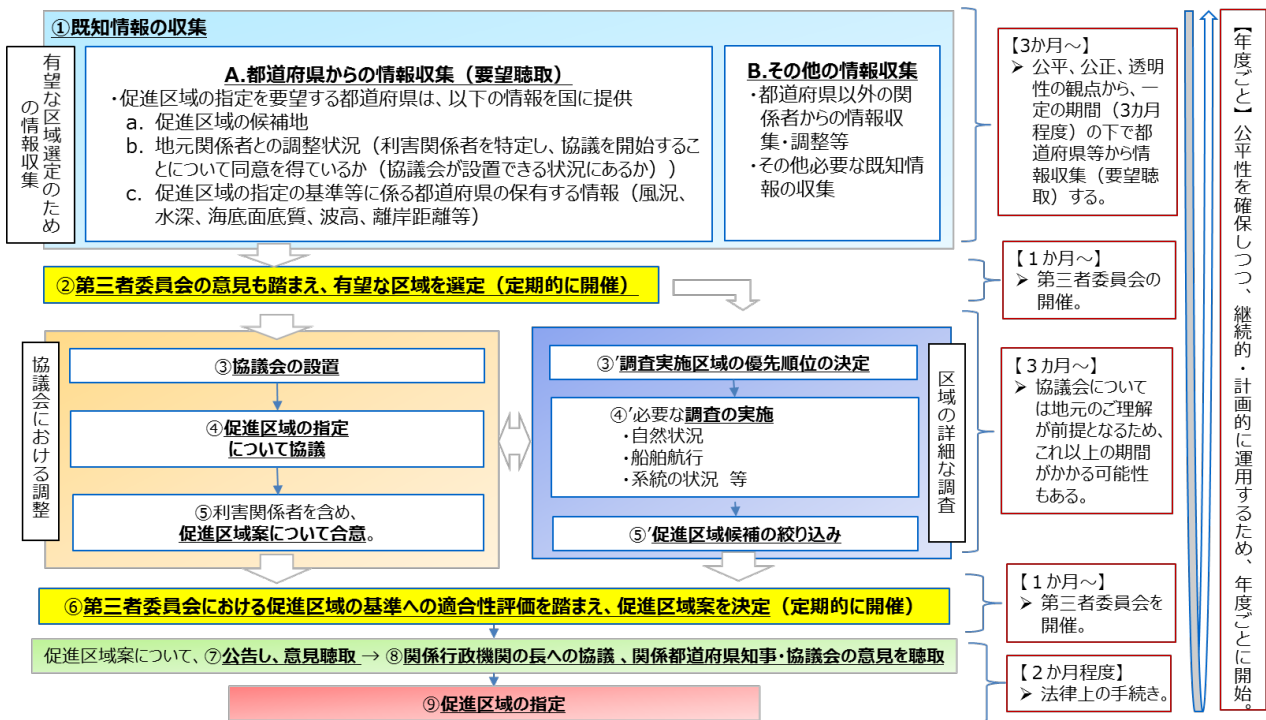 ①既知情報の収集
有望な区域選定のため
の情報収集
A.都道府県からの情報収集（要望聴取）
・促進区域の指定を要望する都道府県は、以下の情報を国に提供
a. 促進区域の候補地
b. 地元関係者との調整状況（利害関係者を特定し、協議を開始するこ
とについて同意を得ているか（協議会が設置できる状況にあるか））
c. 促進区域の指定の基準等に係る都道府県の保有する情報（風況、
水深、海底面底質、波高、離岸距離等）
B.その他の情報収集
・都道府県以外の関
係者からの情報収
集・調整等
・その他必要な既知情
報の収集
【3か月～】
➢ 公平、公正、透明
性の観点から、一
定の期間（3カ月
程度）の下で都
道府県等から情
報収集（要望聴
取）する。
②第三者委員会の意見も踏まえ、有望な区域を選定（定期的に開催）
【１か月～】
➢ 第三者委員会の
開催。
協議会における調整
③協議会の設置
④促進区域の指定
について協議
⑤利害関係者を含め、
促進区域案について合意。
③’調査実施区域の優先順位の決定
④’必要な調査の実施
・自然状況
・船舶航行
・系統の状況 等
⑤’促進区域候補の絞り込み
区域の詳細な調査
【３カ月～】
➢ 協議会について
は地元のご理解
が前提となるため、
これ以上の期間
がかかる可能性
もある。
⑥第三者委員会における促進区域の基準への適合性評価を踏まえ、促進区域案を決定（定期的に開催）
【１か月～】
➢ 第三者委員会を
開催。
促進区域案について、⑦公告し、意見聴取 → ⑧関係行政機関の長への協議 、関係都道府県知事・協議会の意見を聴取
【２か月程度】
➢ 法律上の手続き。
⑨促進区域の指定
【年度ごと】公平性を確保しつつ、継続的・計画的に運用するため、年度ごとに開始。